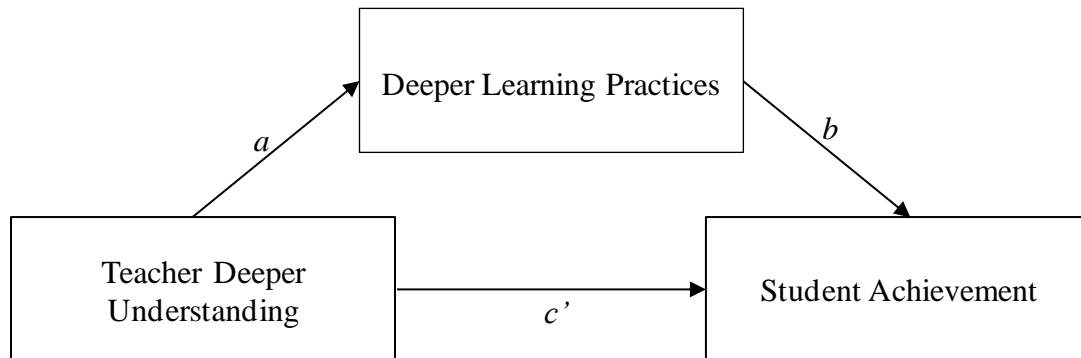 Deeper Learning Practices
a
b
Teacher Deeper
Understanding
c’
Student Achievement